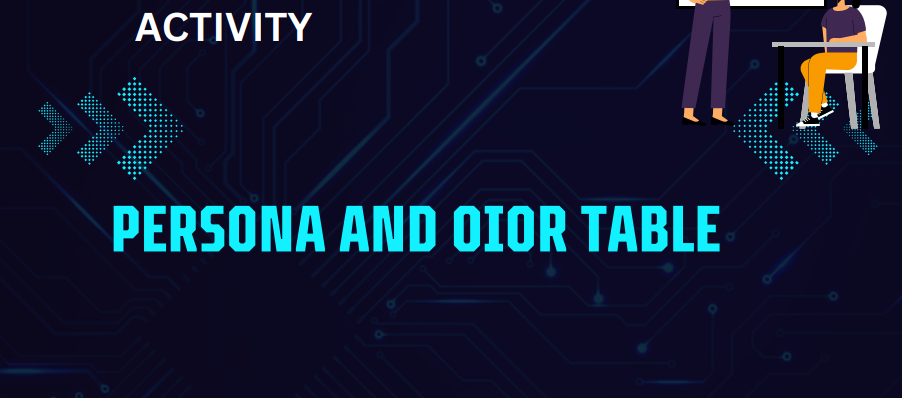 ACTIVITY
PERSONA AND OIOR TABLE